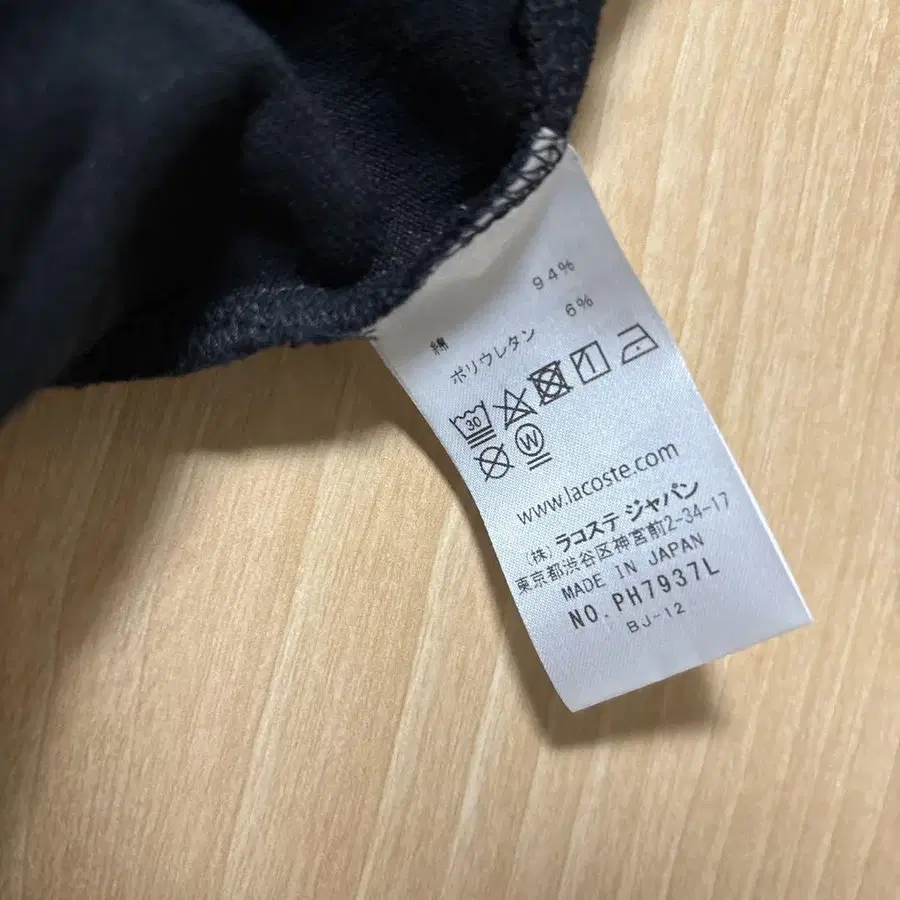 綿 94%
ポリウレタン 6%
30
W
www.lacoste.com
(株) ラコステ ジャパン
東京都渋谷区神宮前2-34-17
MADE IN JAPAN
NO. PH7937L
BJ-12